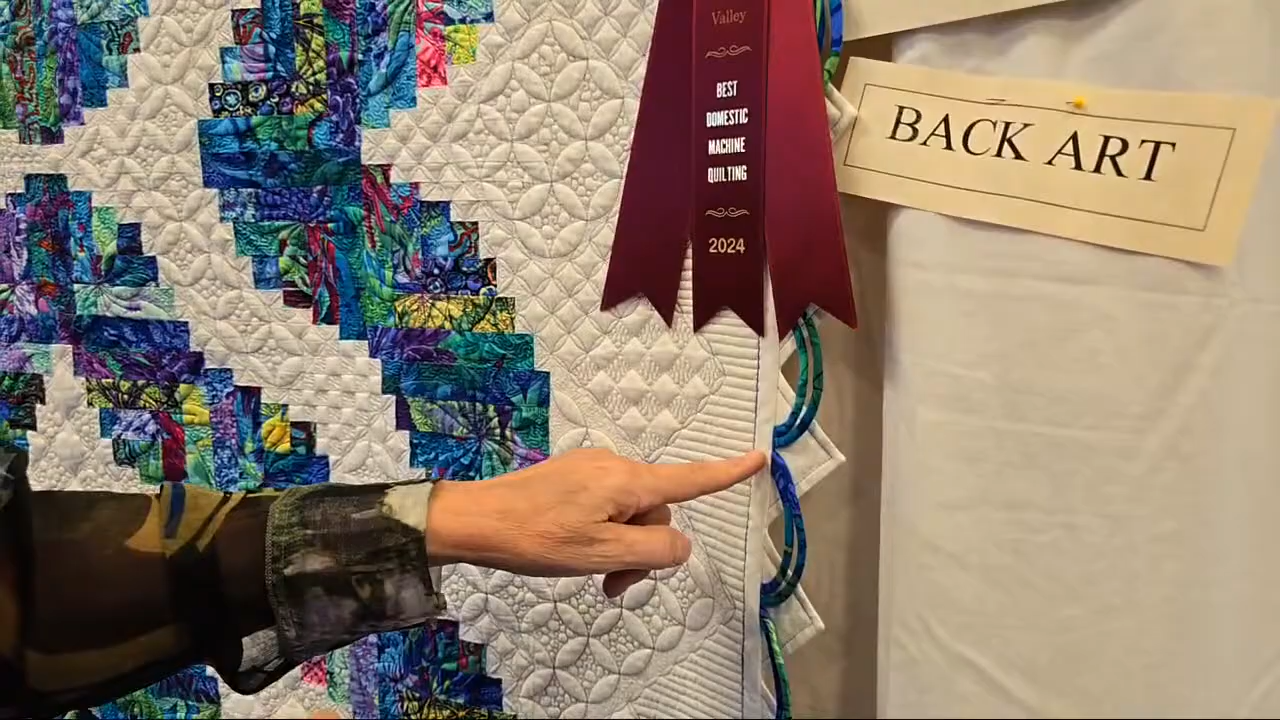 Valley
BEST
DOMESTIC
MACHINE
QUILTING
2024
BACK ART